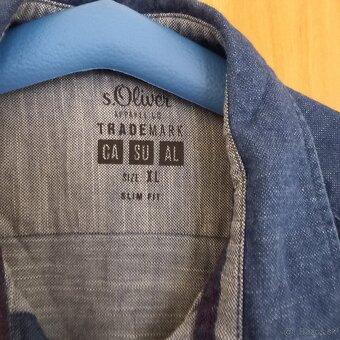 s.Oliver
APPAREL CO.
TRADEMARK
CA SU AL
SIZE XL
SLIM FIT